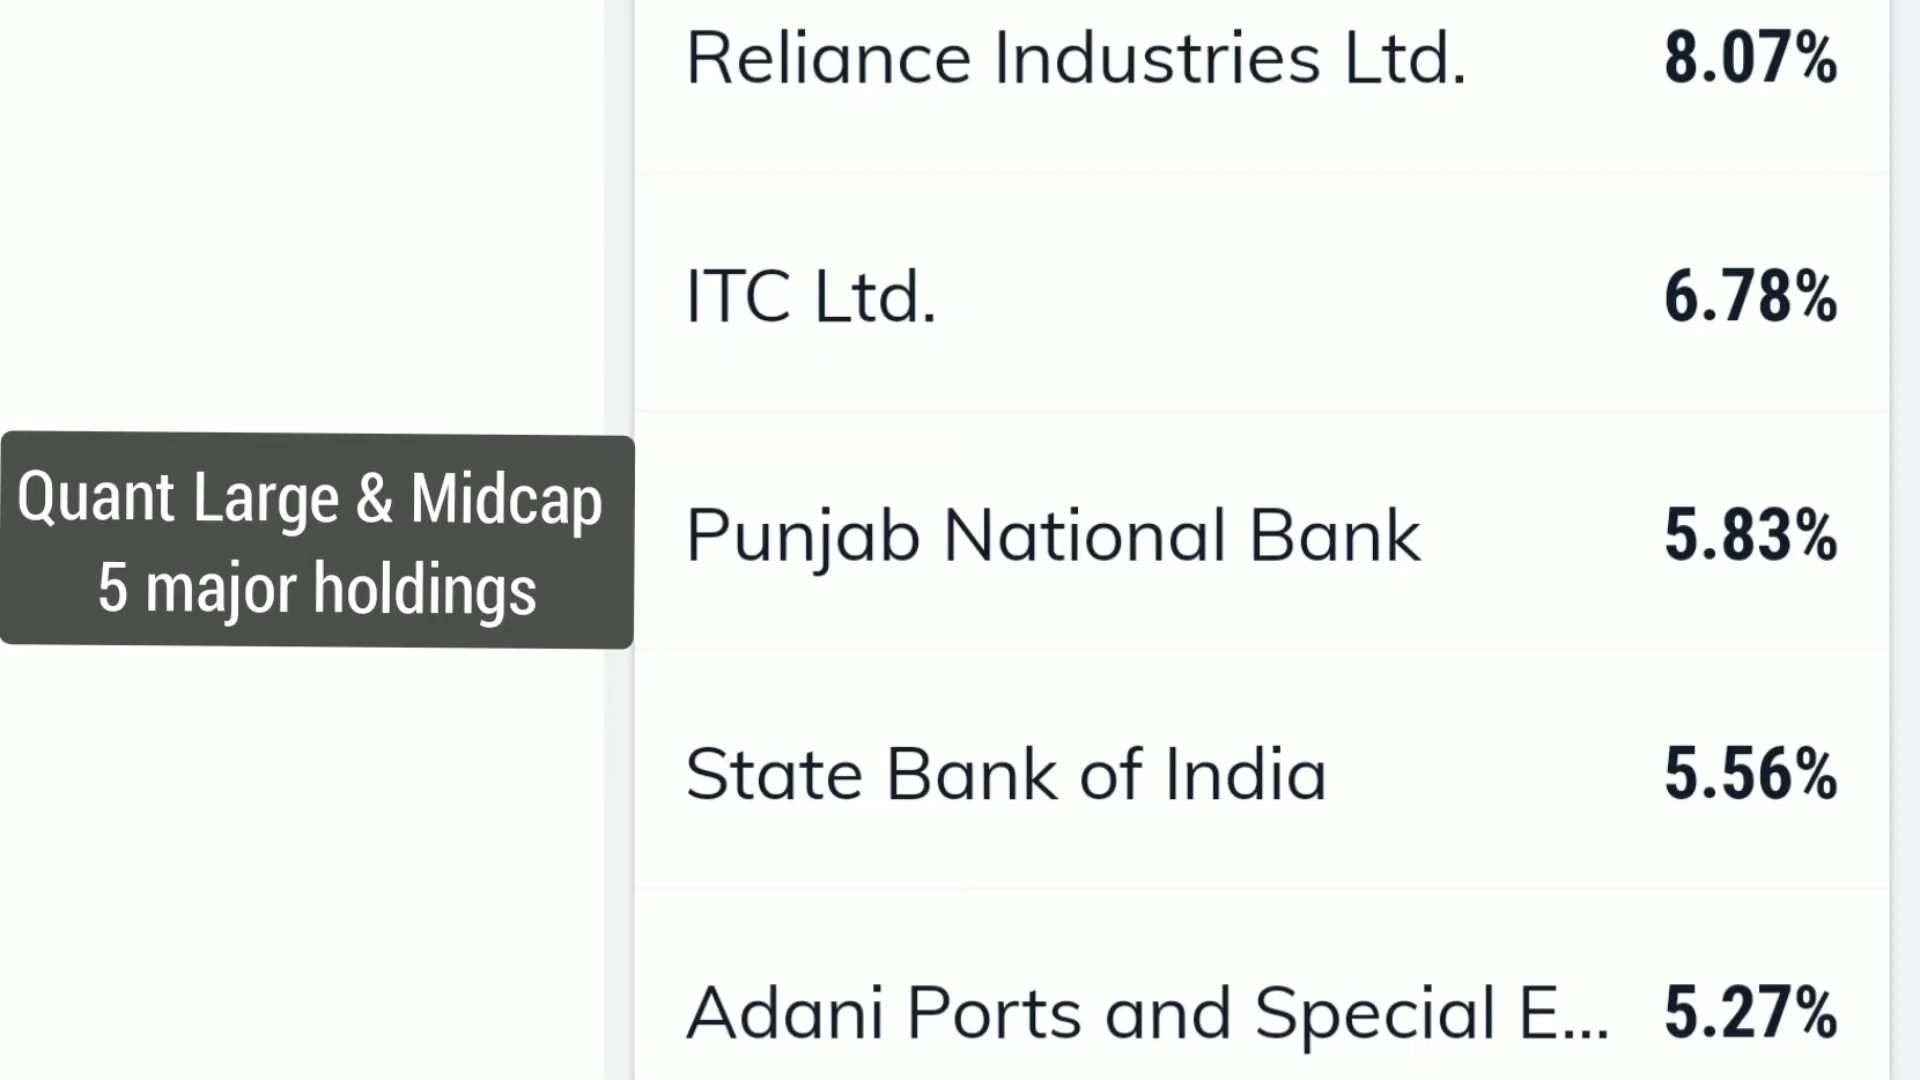 Reliance Industries Ltd. 8.07%
ITC Ltd. 6.78%
Quant Large & Midcap
5 major holdings
Punjab National Bank 5.83%
State Bank of India 5.56%
Adani Ports and Special E... 5.27%